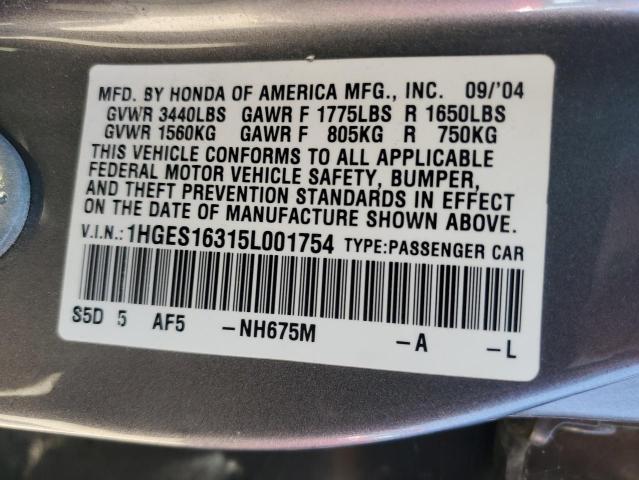 MFD. BY HONDA OF AMERICA MFG., INC. 09/'04
GVWR 3440LBS GAWR F 1775LBS R 1650LBS
GVWR 1560KG GAWR F 805KG R 750KG
THIS VEHICLE CONFORMS TO ALL APPLICABLE
FEDERAL MOTOR VEHICLE SAFETY, BUMPER,
AND THEFT PREVENTION STANDARDS IN EFFECT
ON THE DATE OF MANUFACTURE SHOWN ABOVE.
V.I.N.: 1HGES16315L001754 TYPE:PASSENGER CAR
S5D 5 AF5 -NH675M -A -L